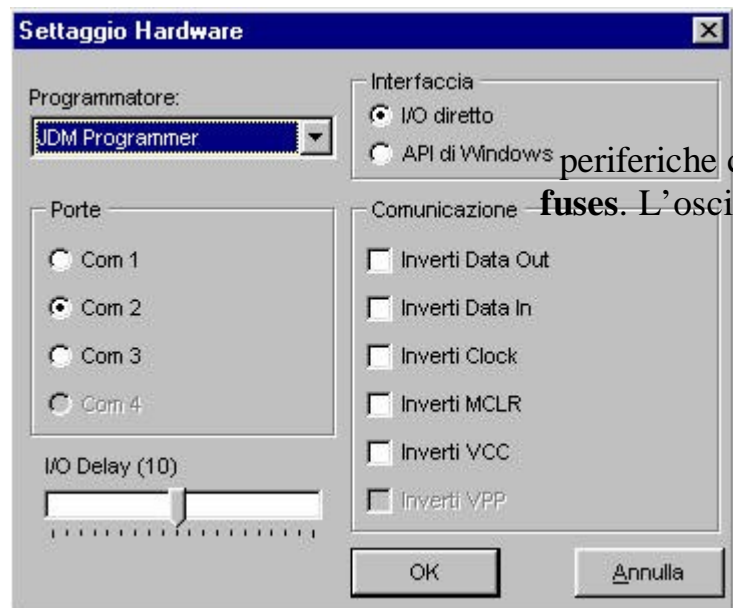 Settaggio Hardware
Programmatore:
JDM Programmer
Interfaccia
I/O diretto
API di Windows
periferiche
fuses. L’osci
Porte
Com 1
Com 2
Com 3
Com 4
I/O Delay (10)
Comunicazione
Inverti Data Out
Inverti Data In
Inverti Clock
Inverti MCLR
Inverti VCC
Inverti VPP
OK
Annulla